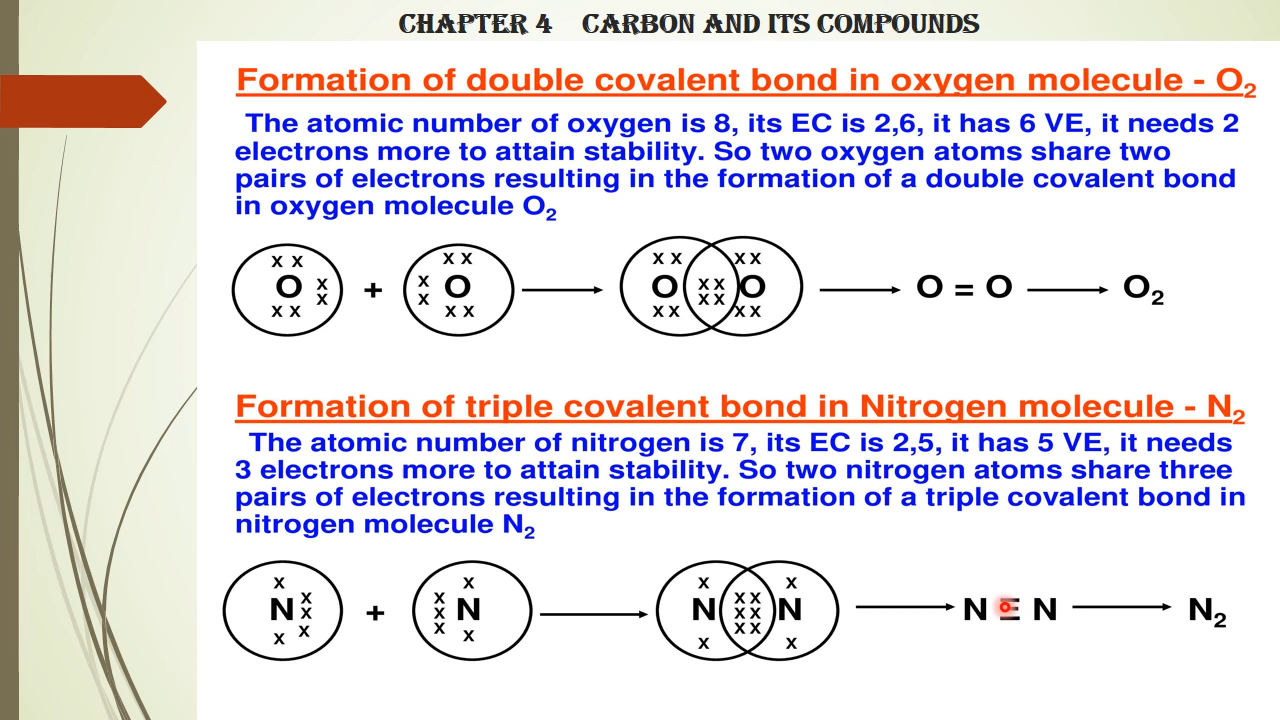 CHAPTER 4 CARBON AND ITS COMPOUNDS
Formation of double covalent bond in oxygen molecule - O₂
The atomic number of oxygen is 8, its EC is 2,6, it has 6 VE, it needs 2
electrons more to attain stability. So two oxygen atoms share two
pairs of electrons resulting in the formation of a double covalent bond
in oxygen molecule O₂
x x x x x x x x
O x x + x x O O x x x x O O = O O₂
x x x x x x x x
Formation of triple covalent bond in Nitrogen molecule - N₂
The atomic number of nitrogen is 7, its EC is 2,5, it has 5 VE, it needs
3 electrons more to attain stability. So two nitrogen atoms share three
pairs of electrons resulting in the formation of a triple covalent bond in
nitrogen molecule N₂
x x x x
N x x x + x x x N N x x x x x x N N ≡ N N₂
x x x x